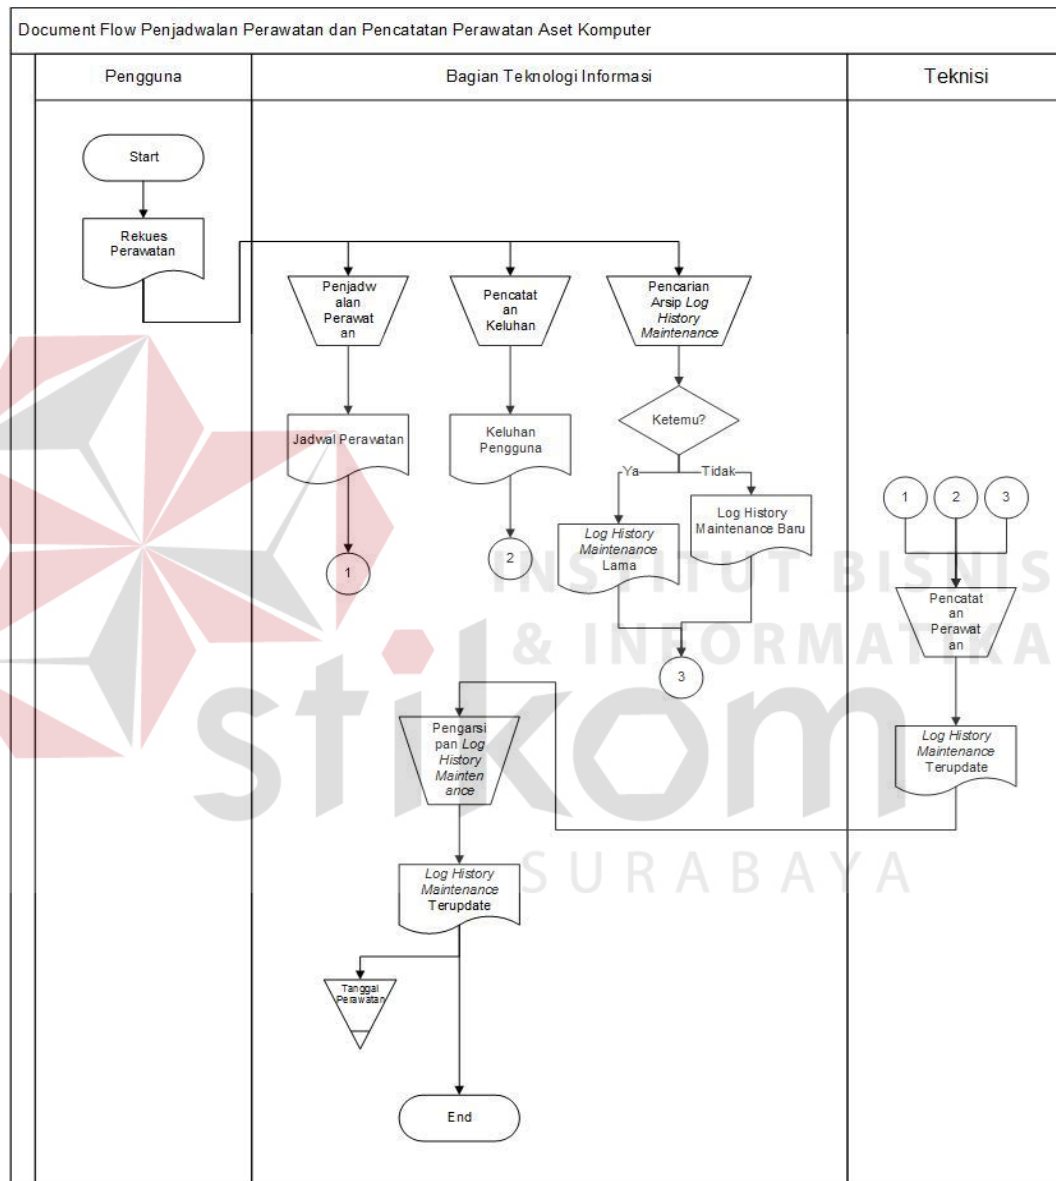 Document Flow Penjadwalan Perawatan dan Pencatatan Perawatan Aset Komputer
Pengguna
Bagian Teknologi Informasi
Teknisi
Start
Rekues
Perawatan
Penjadw
alan
Perawat
an
Pencatat
an
Keluhan
Pencarian
Arsip Log
History
Maintenance
Ketemu?
Jadwal Perawatan
Keluhan
Pengguna
Ya
Tidak
Log History
Maintenance
Lama
Log History
Maintenance Baru
1
2
3
1
2
3
Pencatat
an
Perawat
an
Log History
Maintenance
Terupdate
Pengarsi
pan Log
History
Mainten
ance
Log History
Maintenance
Terupdate
Tanggal
Perawatan
End
INSTITUT BISNIS
& INFORMATIKA
stikom
SURABAYA